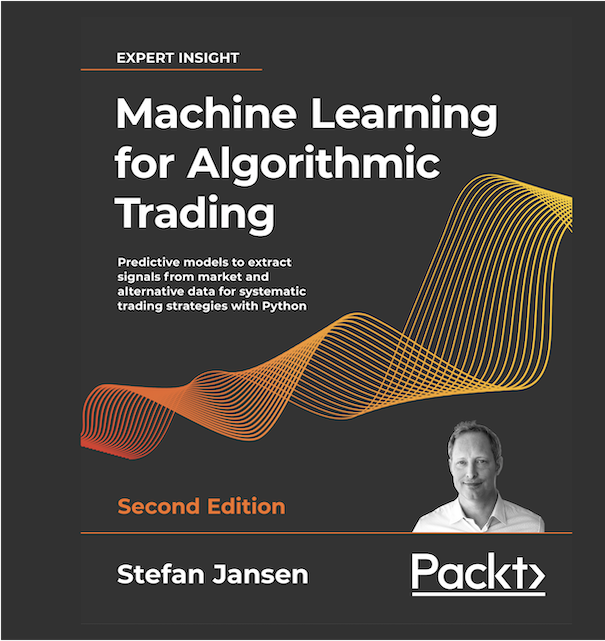 EXPERT INSIGHT
Machine Learning
for Algorithmic
Trading
Predictive models to extract
signals from market and
alternative data for systematic
trading strategies with Python
Second Edition
Stefan Jansen
Packt